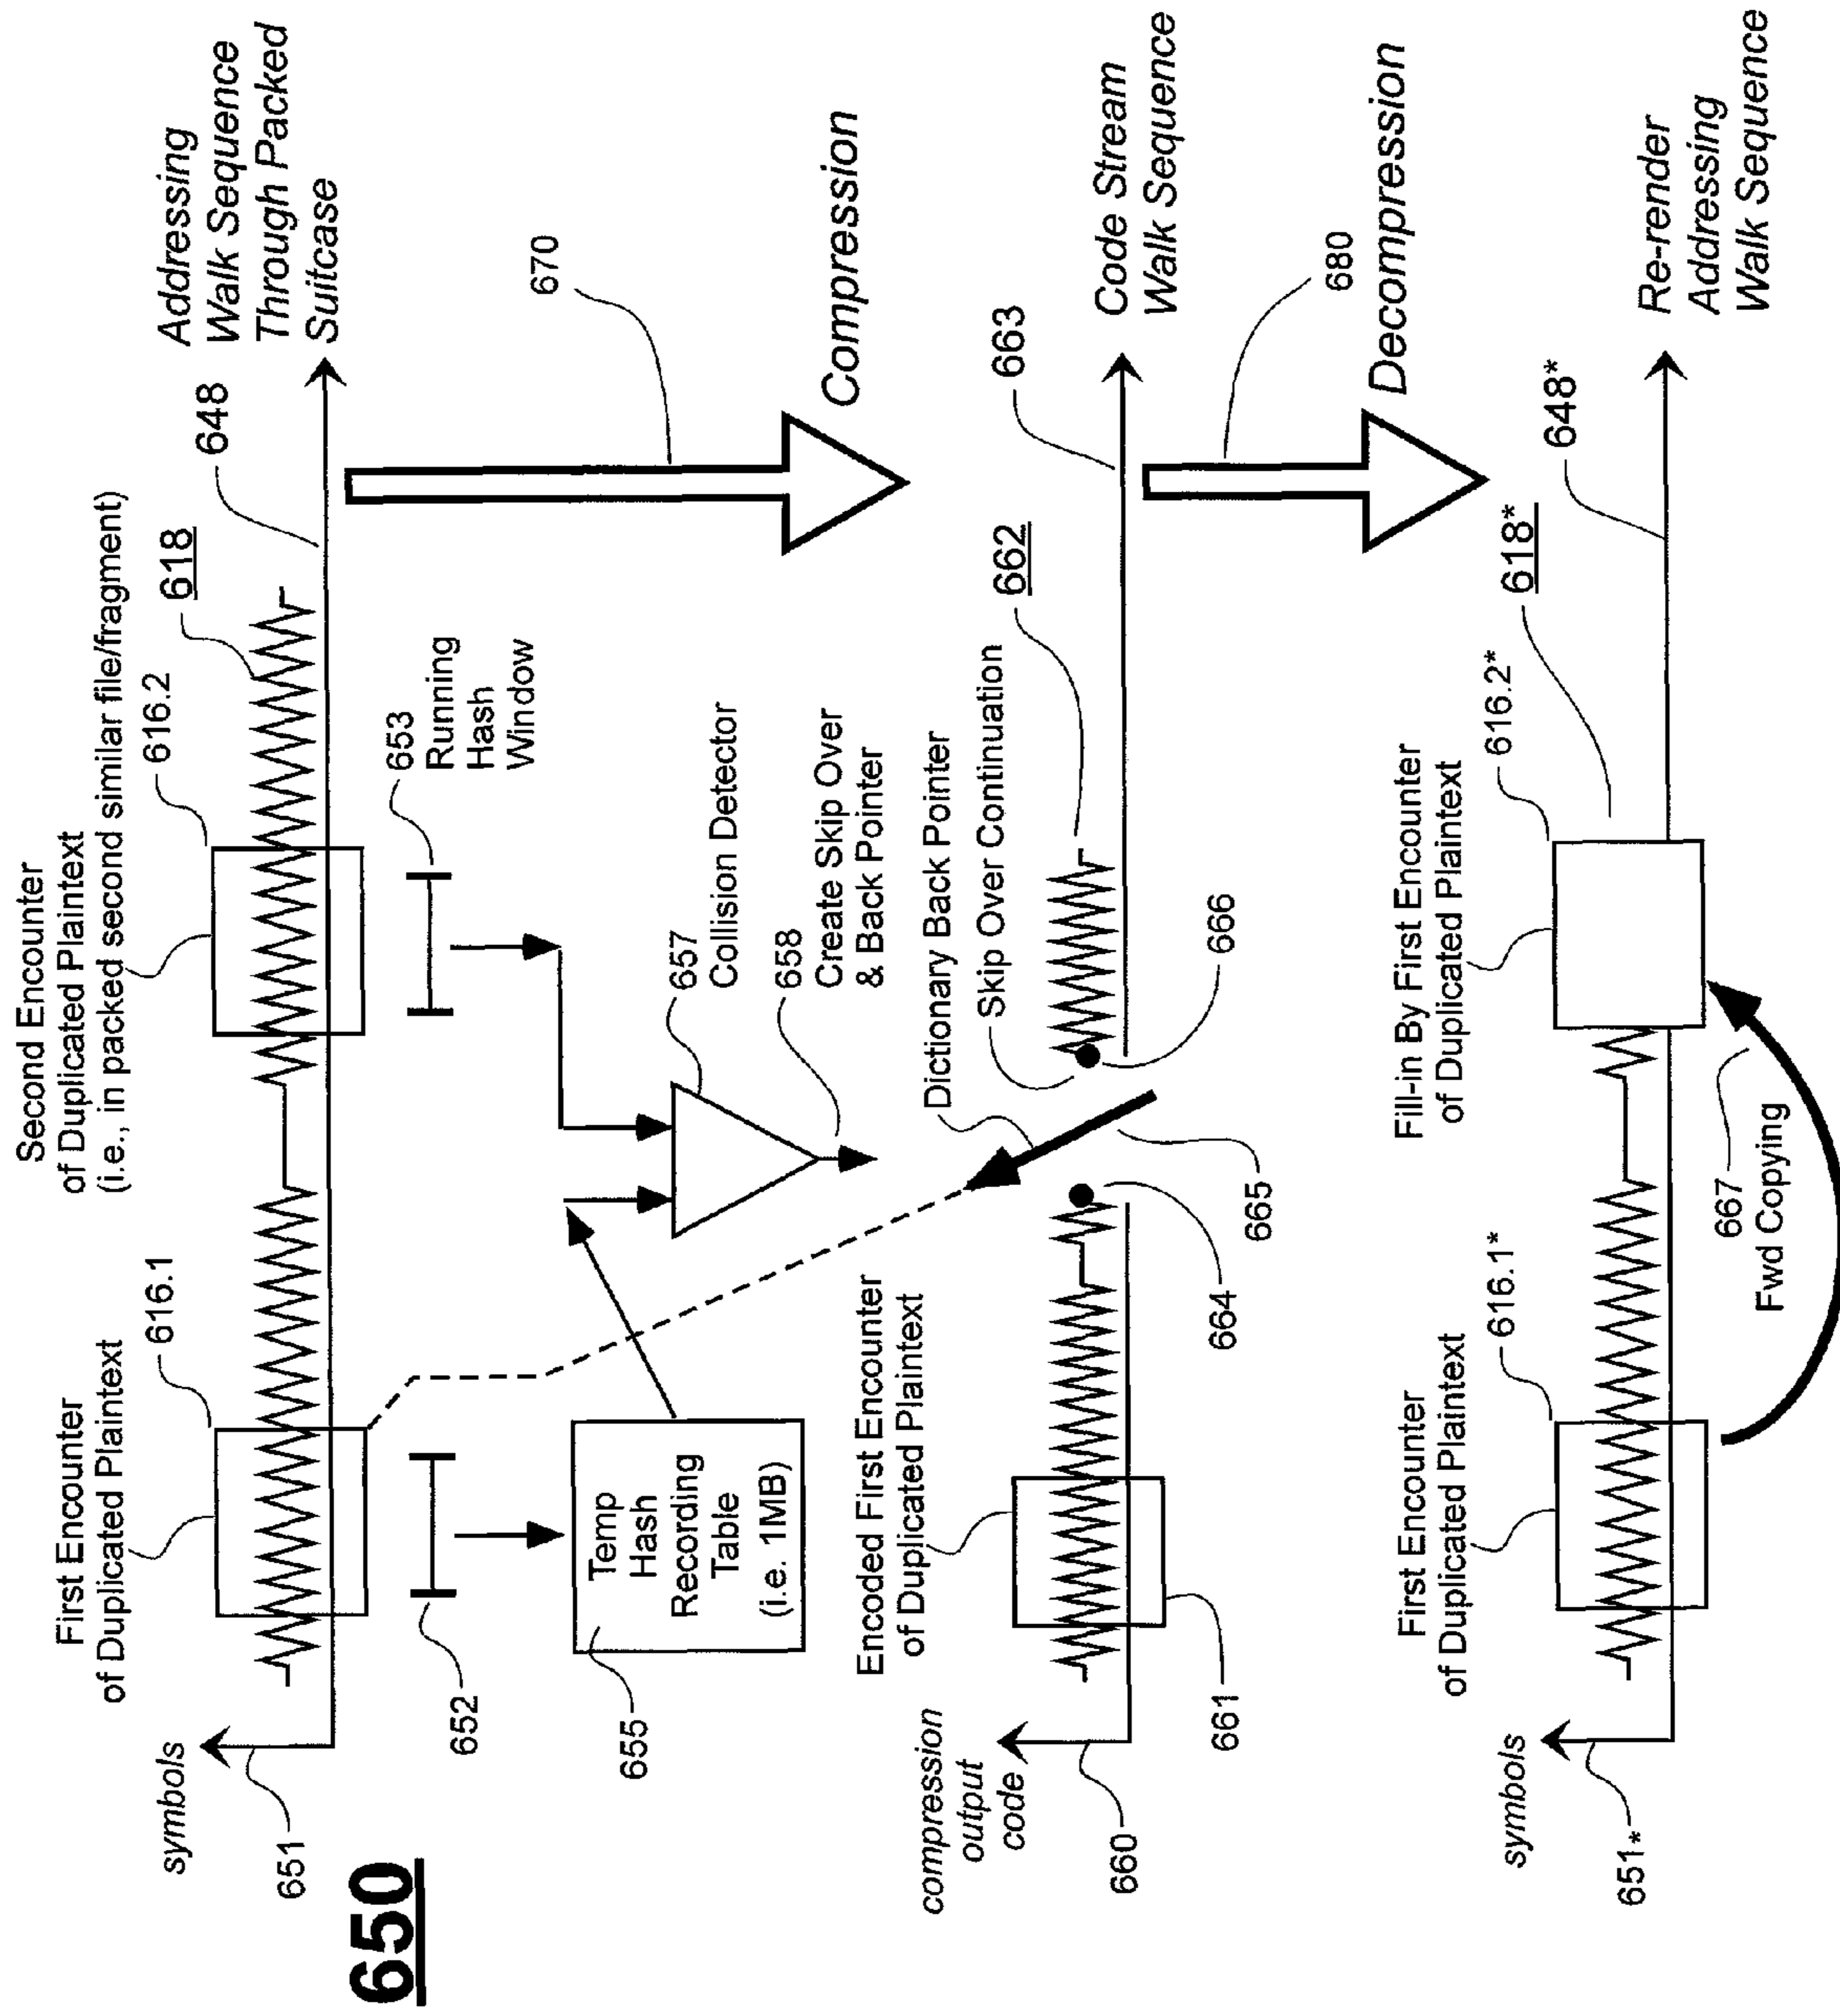 650
symbols
651
First Encounter
of Duplicated Plaintext
616.1
Second Encounter
of Duplicated Plaintext
(i.e., in packed second similar file/fragment)
616.2
618
648
Addressing
Walk Sequence
Through Packed
Suitcase
652
653
Running
Hash
Window
655
Temp
Hash
Recording
Table
(i.e. 1MB)
657
Collision Detector
658
Create Skip Over
& Back Pointer
670
Compression
compression
output
code
660
Encoded First Encounter
of Duplicated Plaintext
661
664
665
666
Dictionary Back Pointer
Skip Over Continuation
662
663
Code Stream
Walk Sequence
680
Decompression
symbols
651*
First Encounter
of Duplicated Plaintext
616.1*
667
Fwd Copying
Fill-in By First Encounter
of Duplicated Plaintext
616.2*
618*
648*
Re-render
Addressing
Walk Sequence